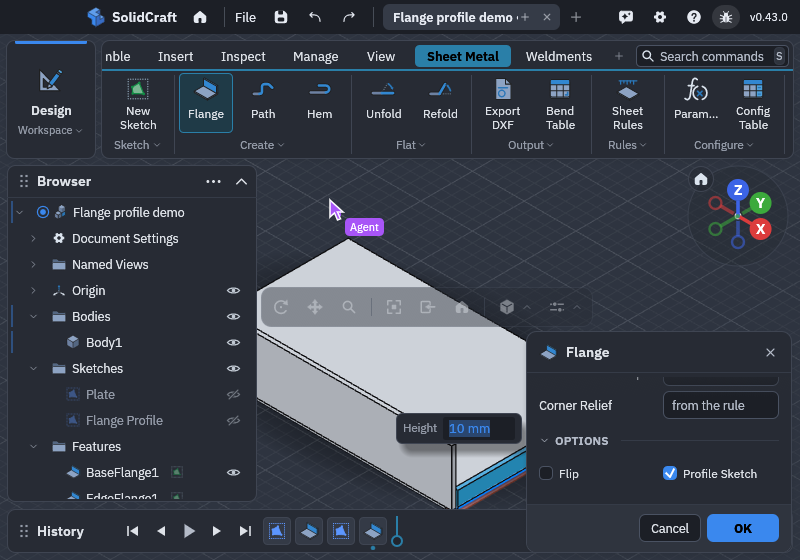 SolidCraft
File
Flange profile demo
v0.43.0
Design
Workspace
nble
Insert
Inspect
Manage
View
Sheet Metal
Weldments
Search commands
S
New
Sketch
Flange
Path
Hem
Unfold
Refold
Export
DXF
Bend
Table
Sheet
Rules
Param...
Config
Table
Sketch
Create
Flat
Output
Rules
Configure
Browser
Flange profile demo
Document Settings
Named Views
Origin
Bodies
Body1
Sketches
Plate
Flange Profile
Features
BaseFlange1
EdgeFlange1
Agent
Z
Y
X
Height
10 mm
Flange
Corner Relief
from the rule
OPTIONS
Flip
Profile Sketch
Cancel
OK
History